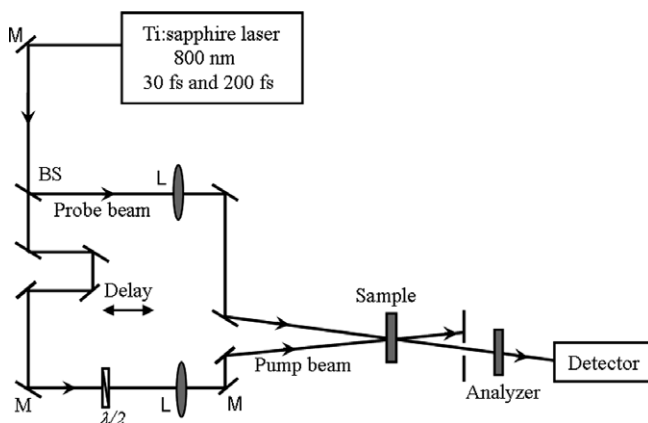 M
Ti:sapphire laser
800 nm
30 fs and 200 fs
BS
L
Probe beam
Delay
Sample
Pump beam
Detector
Analyzer
M
λ/2
L
M